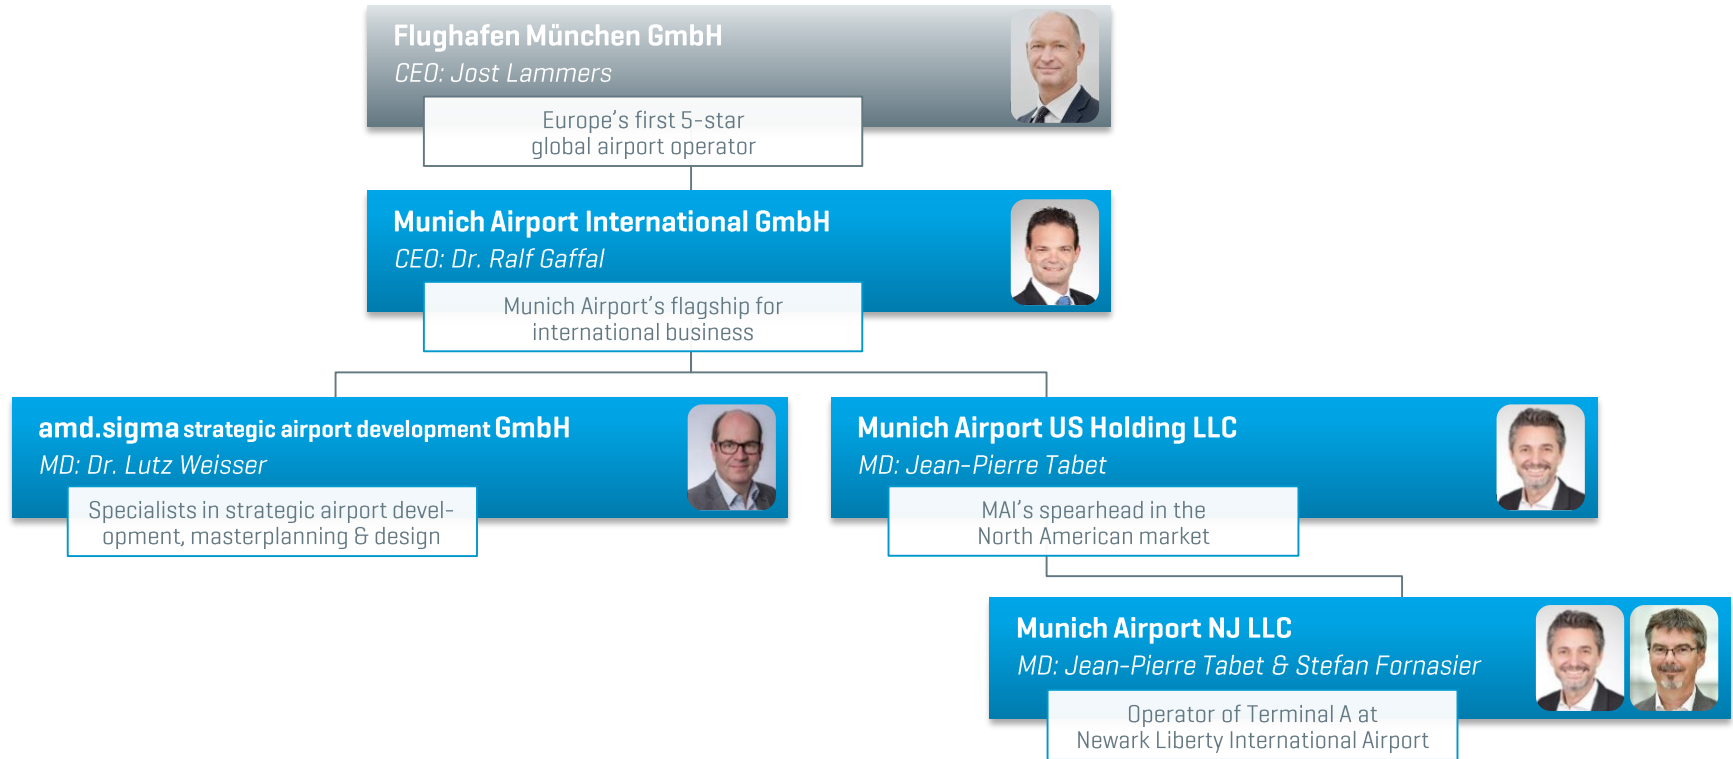 Flughafen München GmbH
CEO: Jost Lammers
Europe's first 5-star
global airport operator
Munich Airport International GmbH
CEO: Dr. Ralf Gaffal
Munich Airport's flagship for
international business
amd.sigma strategic airport development GmbH
MD: Dr. Lutz Weisser
Specialists in strategic airport devel-
opment, masterplanning & design
Munich Airport US Holding LLC
MD: Jean-Pierre Tabet
MAI's spearhead in the
North American market
Munich Airport NJ LLC
MD: Jean-Pierre Tabet & Stefan Fornasier
Operator of Terminal A at
Newark Liberty International Airport